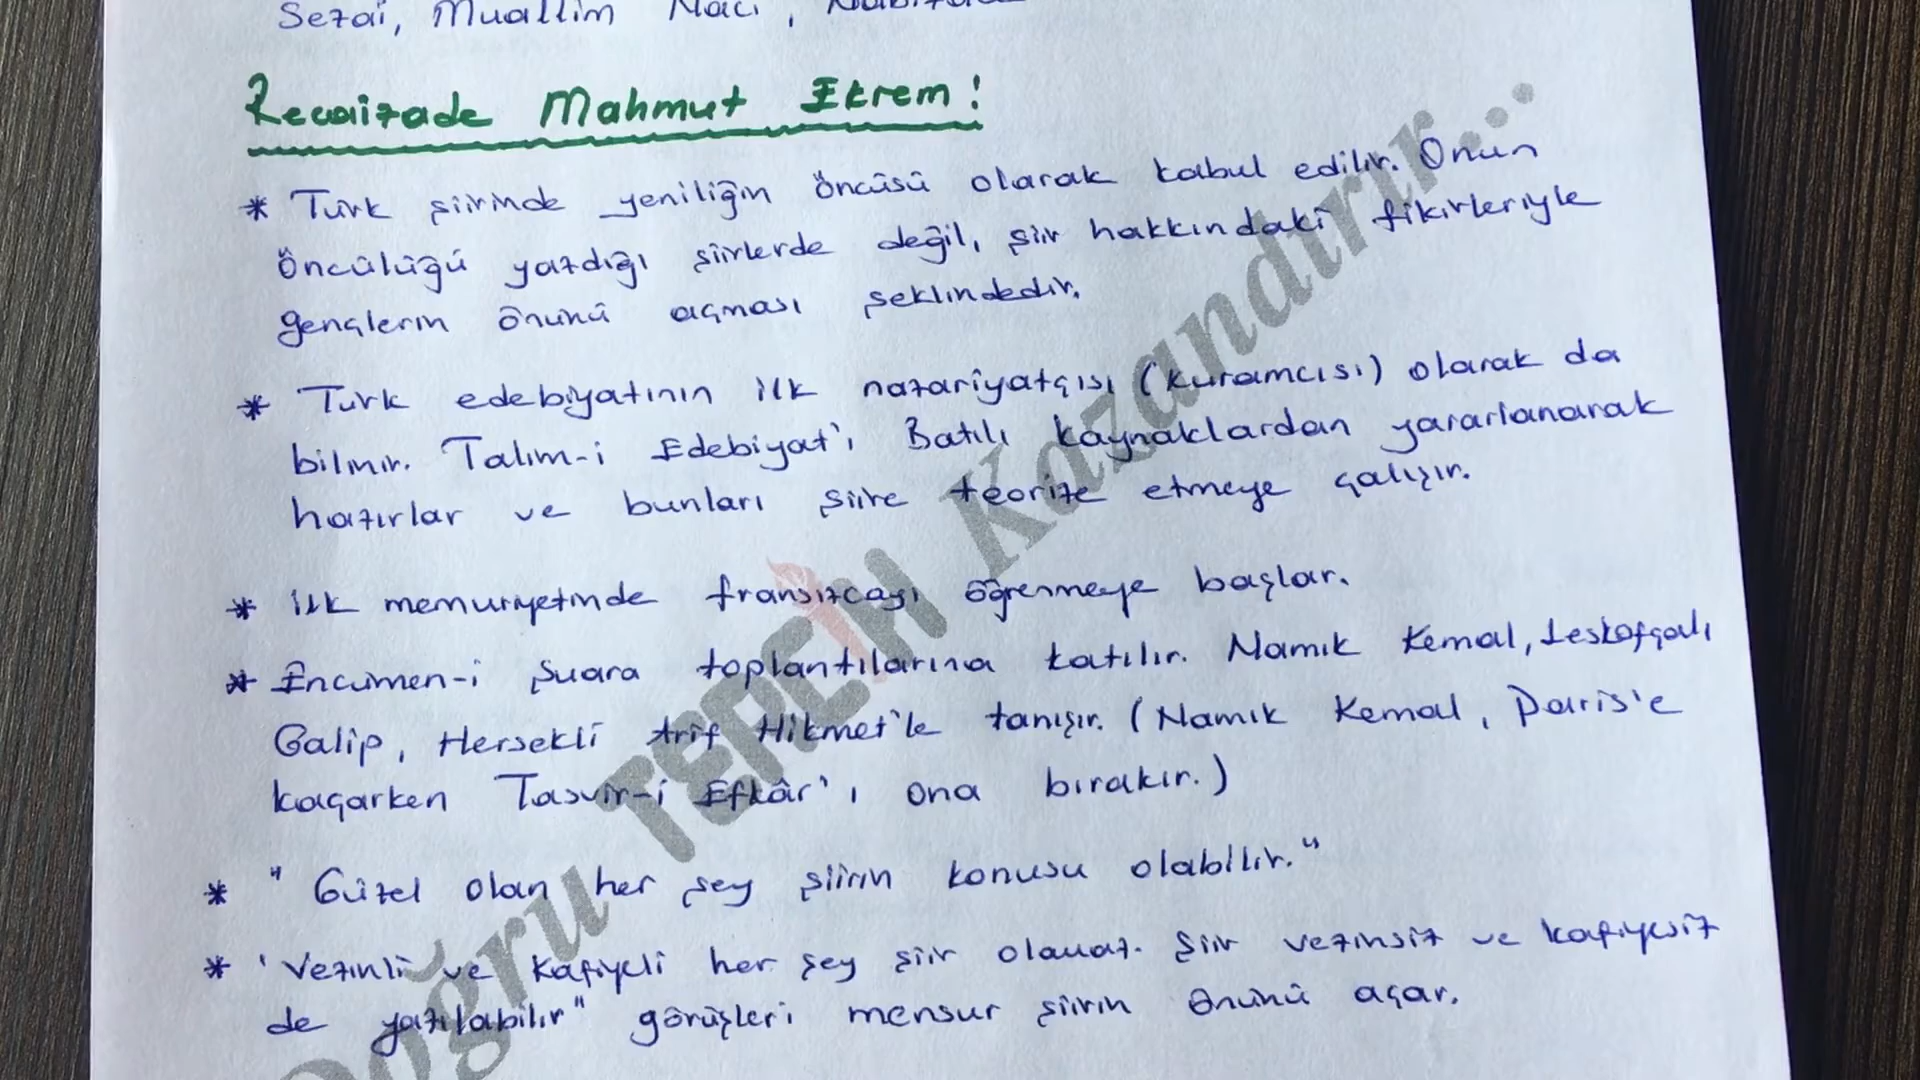 Sezai, Muallim Naci,
Recaizade Mahmut Ekrem!
* Türk şiirinde yeniliğin öncüsü olarak kabul edilir. Onun
öncülüğü yazdığı şiirlerde değil, şiir hakkındaki fikirleriyle
gençlerin önünü açması şeklindedir.
* Türk edebiyatının ilk nazariyatçısı (kuramcısı) olarak da
bilinir. Talim-i Edebiyat'ı Batılı kaynaklardan yararlanarak
hazırlar ve bunları şiire teorize etmeye çalışır.
* İlk memuriyetinde fransızcayı öğrenmeye başlar.
* Encümen-i Şuara toplantılarına katılır. Namık Kemal, Leskofçalı
Galip, Hersekli Arif Hikmet'le tanışır. (Namık Kemal, Paris'e
kaçarken Tasvir-i Efkâr'ı ona bırakır.)
* "Güzel olan her şey şiirin konusu olabilir."
* 'Vezinli ve kafiyeli her şey şiir olamaz. Şiir vezinsiz ve kafiyesiz
de yazılabilir" görüşleri mensur şiirin önünü açar.
Doğru TERCİH Kazandırır...